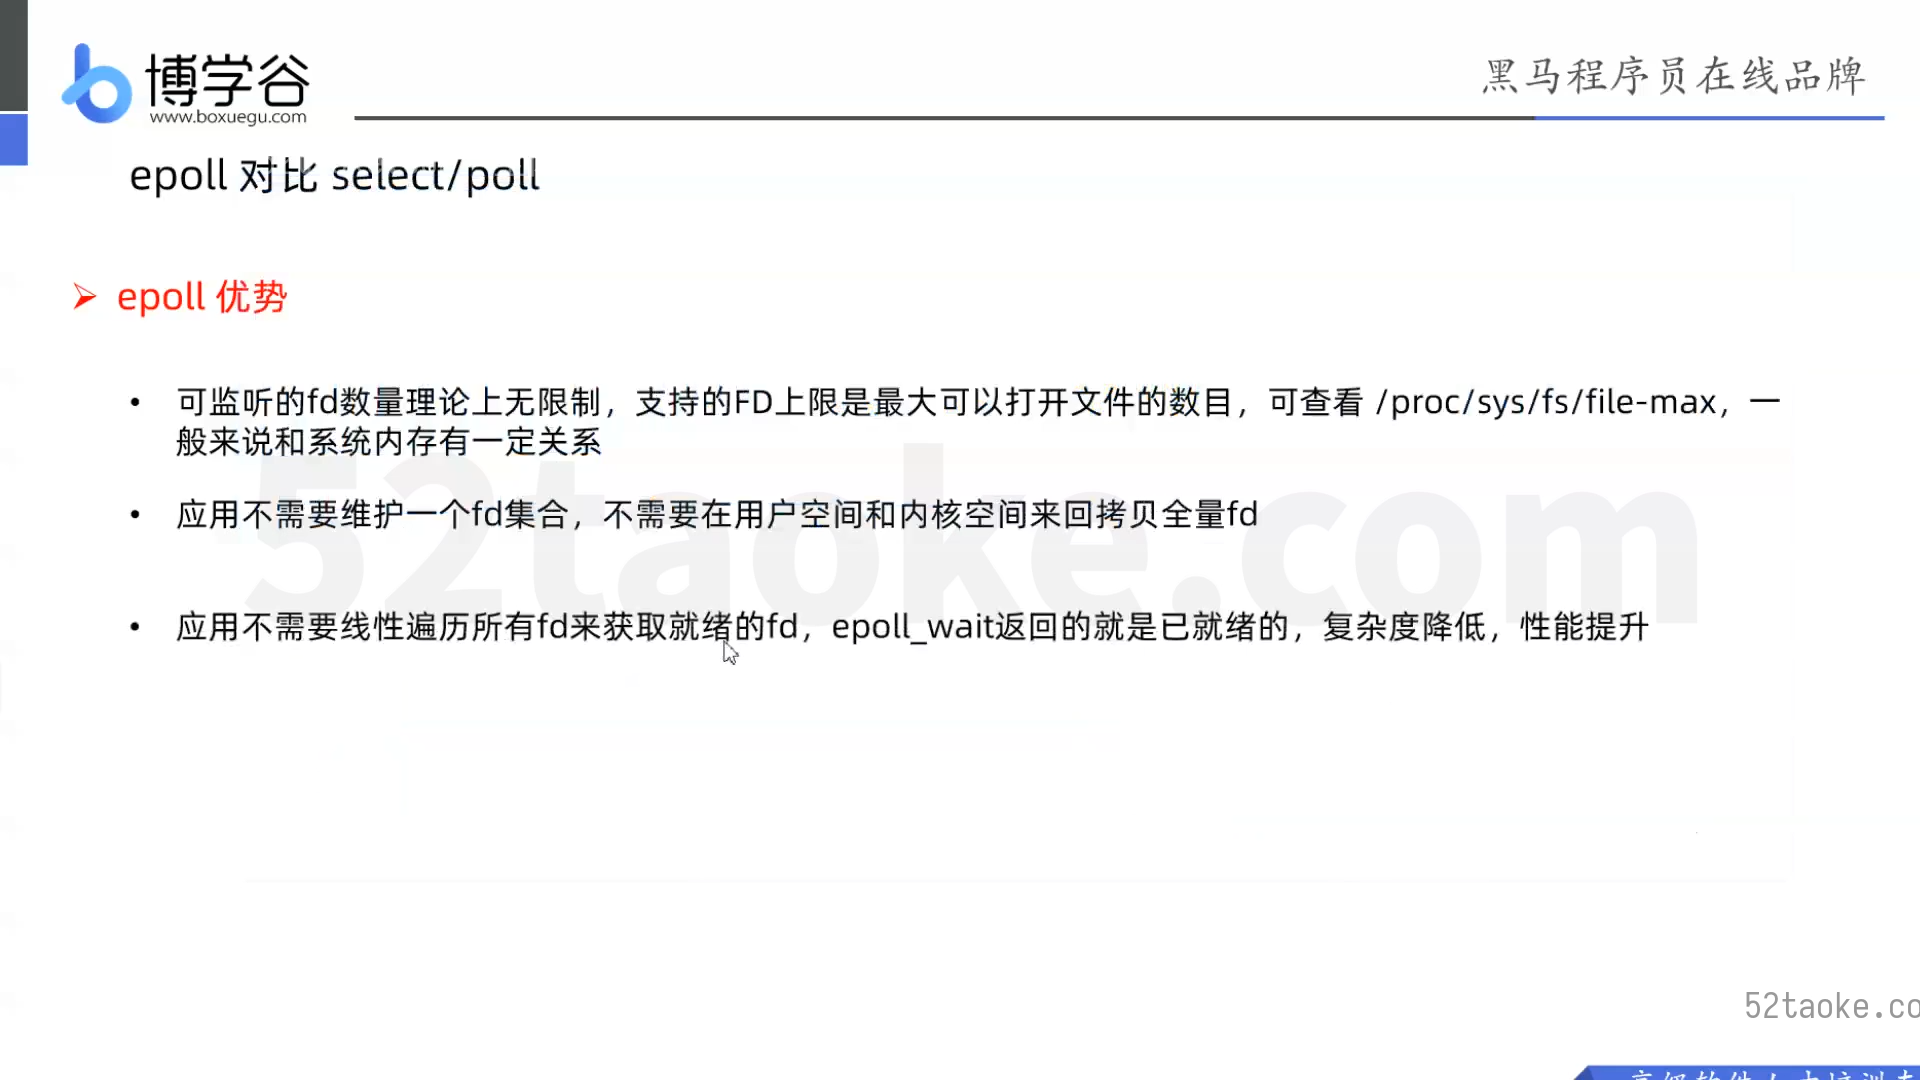 博学谷
www.boxuegu.com
黑马程序员在线品牌
epoll 对比 select/poll
➢ epoll 优势
• 可监听的fd数量理论上无限制，支持的FD上限是最大可以打开文件的数目，可查看 /proc/sys/fs/file-max，一
般来说和系统内存有一定关系
• 应用不需要维护一个fd集合，不需要在用户空间和内核空间来回拷贝全量fd
• 应用不需要线性遍历所有fd来获取就绪的fd，epoll_wait返回的就是已就绪的，复杂度降低，性能提升
52taoke.com
52taoke.co